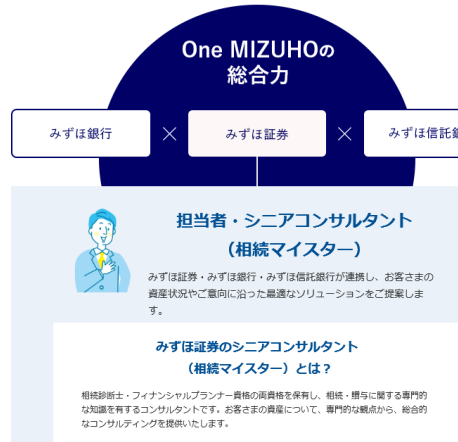 One MIZUHOの
総合力
みずほ銀行 × みずほ証券 × みずほ信託
担当者・シニアコンサルタント
（相続マイスター）
みずほ証券・みずほ銀行・みずほ信託銀行が連携し、お客さまの
資産状況やご意向に沿った最適なソリューションをご提案しま
す。
みずほ証券のシニアコンサルタント
（相続マイスター）とは？
相続診断士・フィナンシャルプランナー資格の両資格を保有し、相続・贈与に関する専門的
な知識を有するコンサルタントです。お客さまの資産について、専門的な観点から、総合的
なコンサルティングを提供いたします。